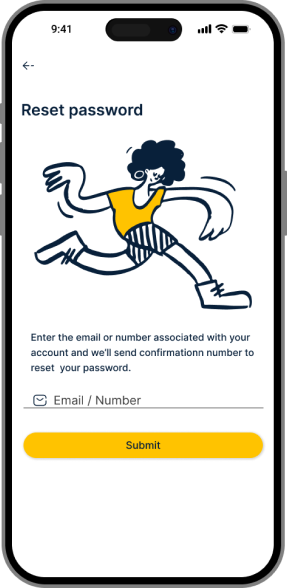 9:41
Reset password
Enter the email or number associated with your
account and we'll send confirmationn number to
reset  your password.
Email / Number
Submit